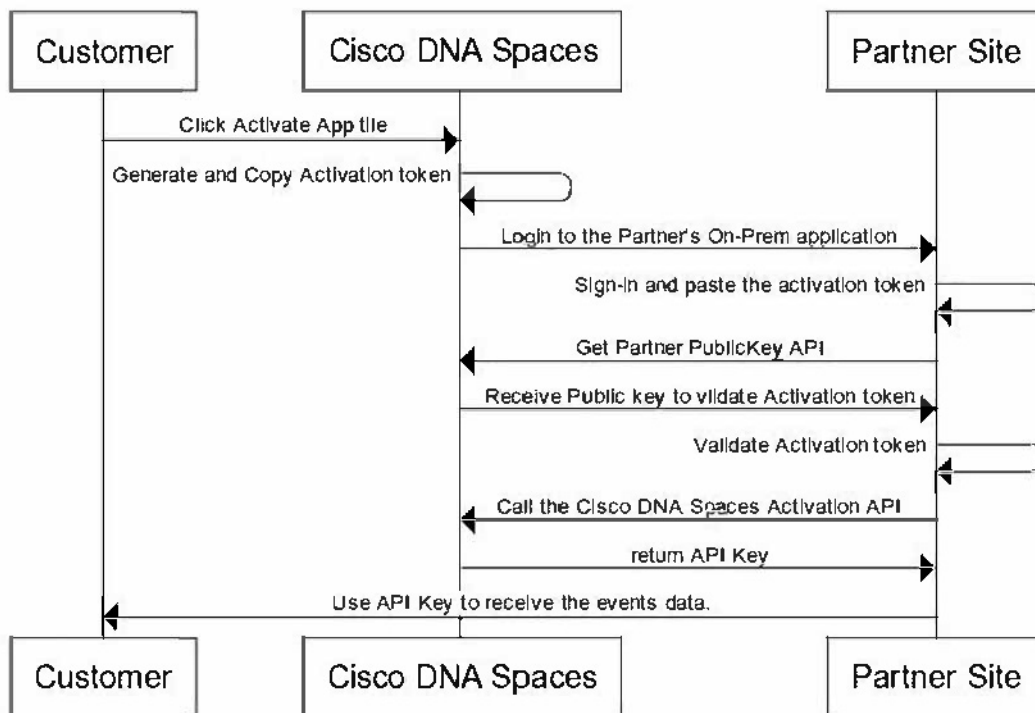 Customer
Cisco DNA Spaces
Partner Site
Click Activate App tile
Generate and Copy Activation token
Login to the Partner's On-Prem application
Sign-in and paste the activation token
Get Partner PublicKey API
Receive Public key to vlidate Activation token
Validate Activation token
Call the Cisco DNA Spaces Activation API
return API Key
Use API Key to receive the events data.
Customer
Cisco DNA Spaces
Partner Site